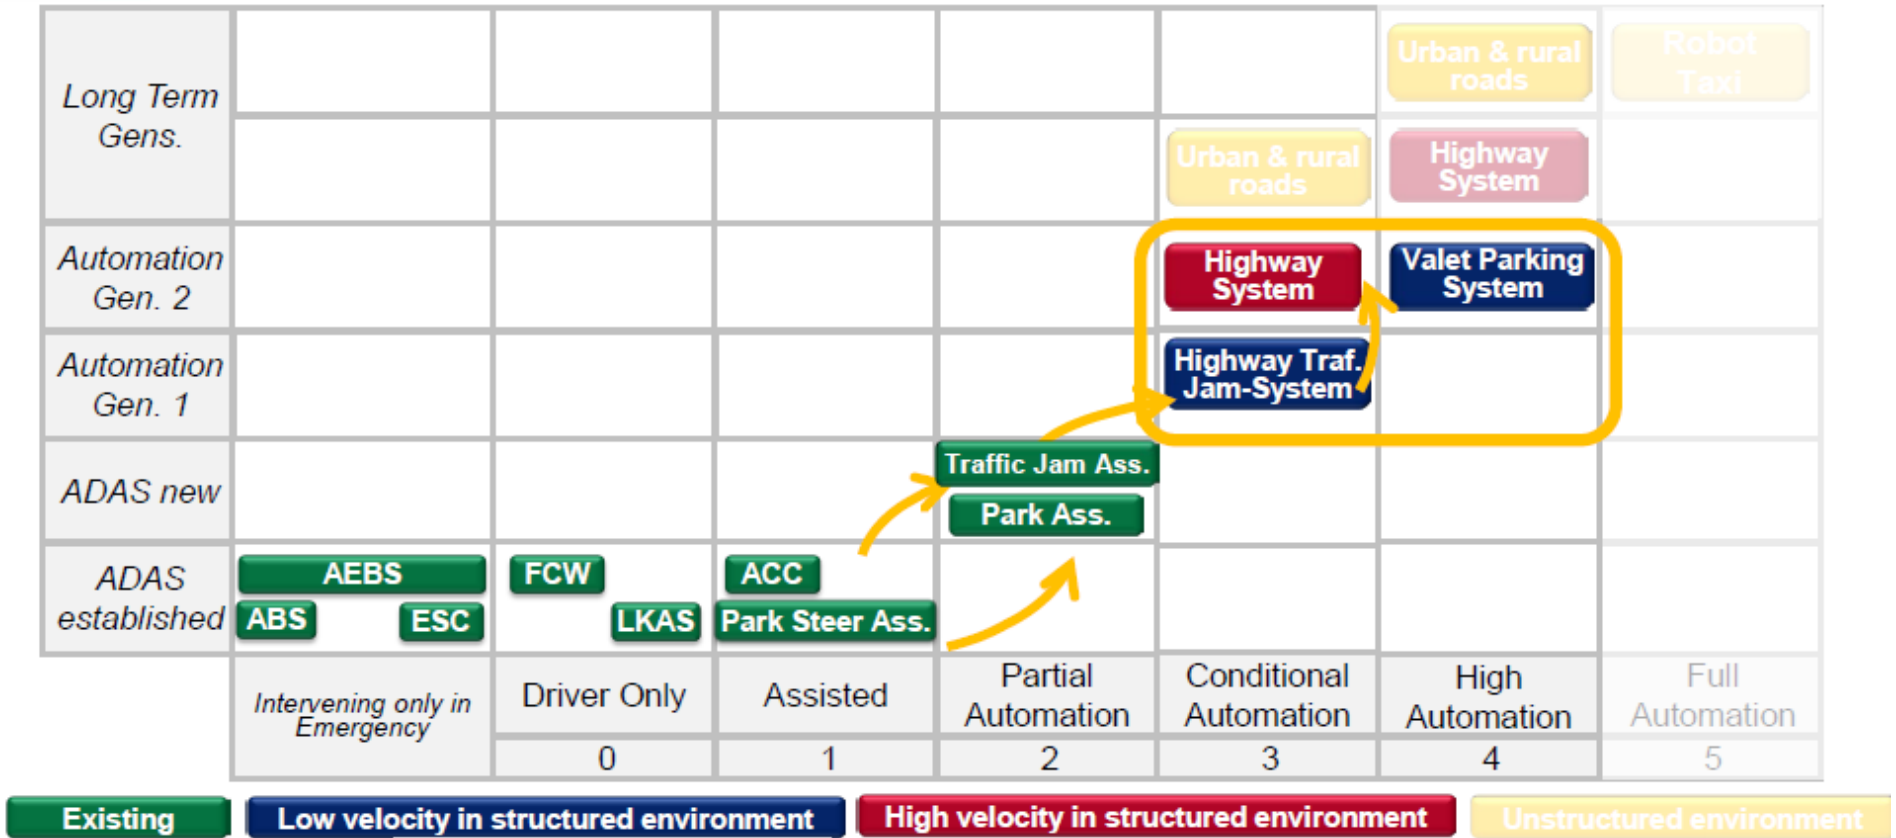 Long Term
Gens.
Urban & rural
roads
Robot
Taxi
Urban & rural
roads
Highway
System
Automation
Gen. 2
Highway
System
Valet Parking
System
Automation
Gen. 1
Highway Traf.
Jam-System
ADAS new
Traffic Jam Ass.
Park Ass.
ADAS
established
AEBS
FCW
ACC
ABS
ESC
LKAS
Park Steer Ass.
Intervening only in
Emergency
Driver Only
Assisted
Partial
Automation
Conditional
Automation
High
Automation
Full
Automation
0
1
2
3
4
5
Existing
Low velocity in structured environment
High velocity in structured environment
Unstructured environment